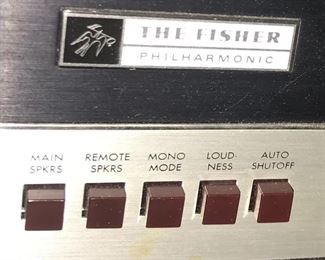 THE FISHER
PHILHARMONIC
MAIN SPKRS
REMOTE SPKRS
MONO MODE
LOUD- NESS
AUTO SHUTOFF